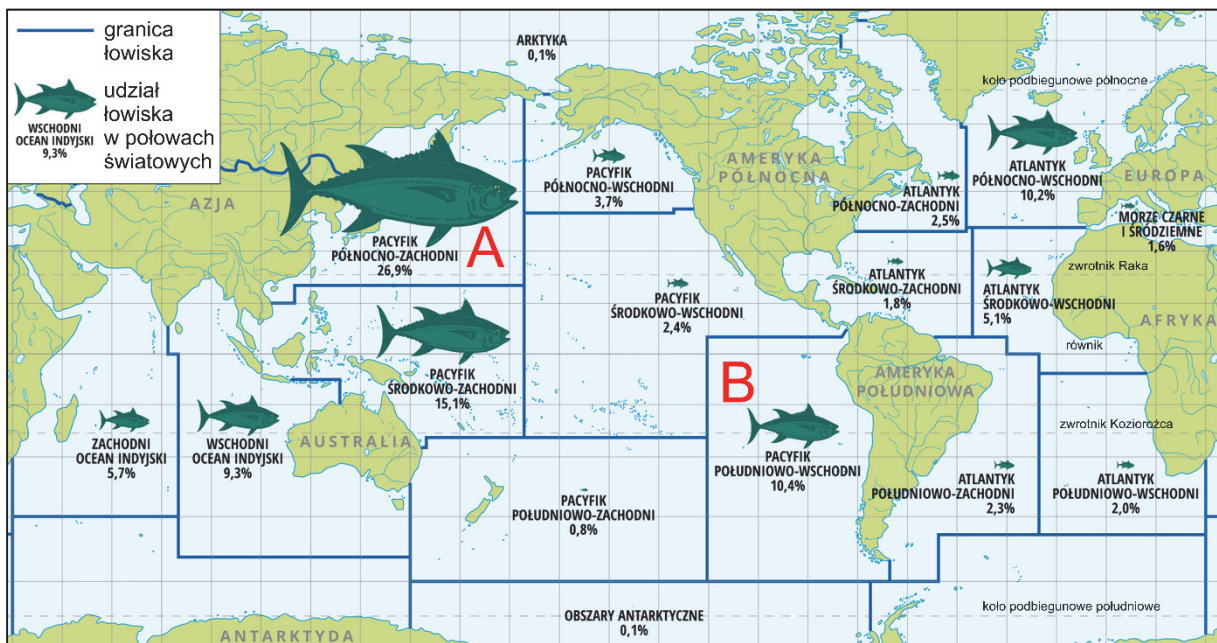 granica
łowiska
udział
łowiska
w połowach
światowych
WSCHODNI
OCEAN INDYJSKI
9,3%
ARKTYKA
0,1%
koło podbiegunowe północne
AZJA
PACYFIK
PÓŁNOCNO-ZACHODNI
26,9%
A
PACYFIK
PÓŁNOCNO-WSCHODNI
3,7%
AMERYKA
PÓŁNOCNA
ATLANTYK
PÓŁNOCNO-ZACHODNI
2,5%
ATLANTYK
PÓŁNOCNO-WSCHODNI
10,2%
EUROPA
MORZE CZARNE
I ŚRÓDZIEMNE
1,6%
zwrotnik Raka
PACYFIK
ŚRODKOWO-ZACHODNI
15,1%
PACYFIK
ŚRODKOWO-WSCHODNI
2,4%
ATLANTYK
ŚRODKOWO-ZACHODNI
1,8%
ATLANTYK
ŚRODKOWO-WSCHODNI
5,1%
AFRYKA
równik
B
AMERYKA
POŁUDNIOWA
ZACHODNI
OCEAN INDYJSKI
5,7%
WSCHODNI
OCEAN INDYJSKI
9,3%
AUSTRALIA
zwrotnik Koziorożca
PACYFIK
POŁUDNIOWO-ZACHODNI
0,8%
PACYFIK
POŁUDNIOWO-WSCHODNI
10,4%
ATLANTYK
POŁUDNIOWO-ZACHODNI
2,3%
ATLANTYK
POŁUDNIOWO-WSCHODNI
2,0%
OBSZARY ANTARKTYCZNE
0,1%
koło podbiegunowe południowe
ANTARKTYDA